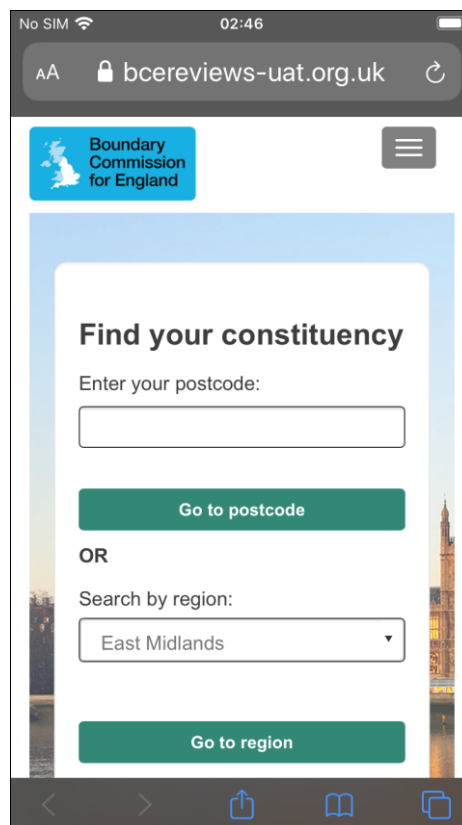 No SIM 02:46
AA bcereviews-uat.org.uk
Boundary
Commission
for England
Find your constituency
Enter your postcode:
Go to postcode
OR
Search by region:
East Midlands
Go to region